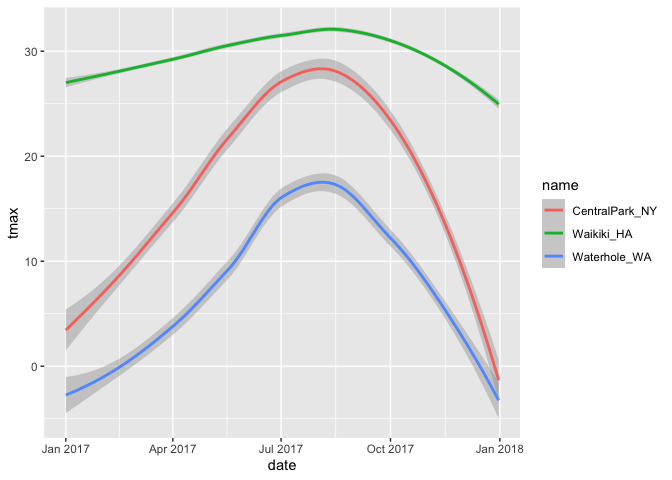 tmax
30
20
10
0
Jan 2017 Apr 2017 Jul 2017 Oct 2017 Jan 2018
date
name
CentralPark_NY
Waikiki_HA
Waterhole_WA